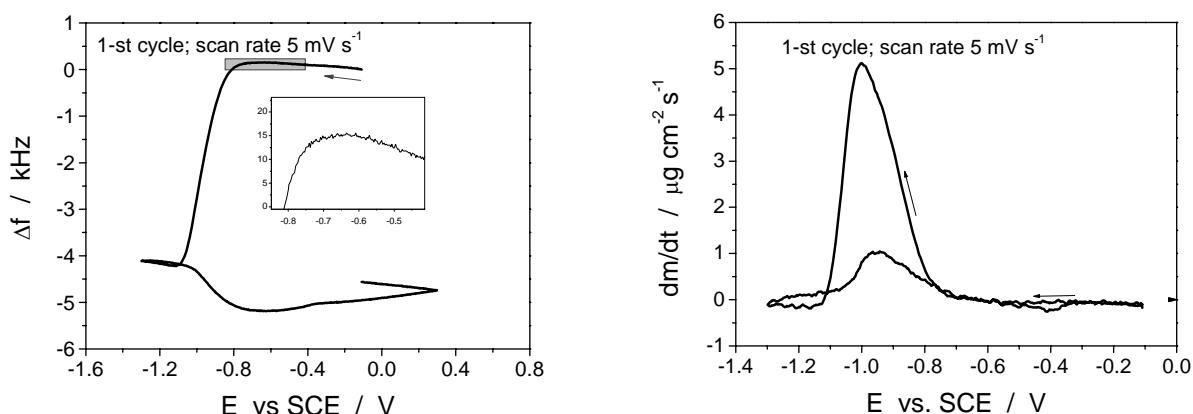 1-st cycle; scan rate 5 mV s⁻¹
Δf / kHz
1
0
-1
-2
-3
-4
-5
-6
20
15
10
5
0
-0.8 -0.7 -0.6 -0.5
-1.6 -1.2 -0.8 -0.4 0.0 0.4 0.8
E vs SCE / V
1-st cycle; scan rate 5 mV s⁻¹
dm/dt / μg cm⁻² s⁻¹
6
5
4
3
2
1
0
-1
-1.4 -1.2 -1.0 -0.8 -0.6 -0.4 -0.2 0.0
E vs. SCE / V